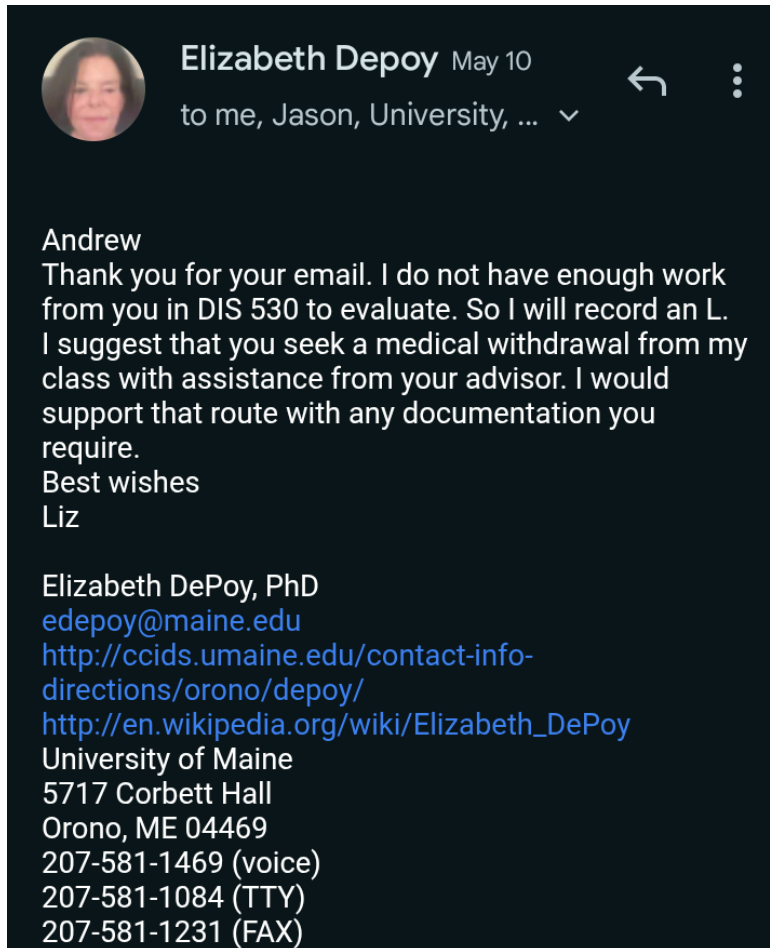 Elizabeth Depoy May 10
to me, Jason, University, ...
Andrew
Thank you for your email. I do not have enough work
from you in DIS 530 to evaluate. So I will record an L.
I suggest that you seek a medical withdrawal from my
class with assistance from your advisor. I would
support that route with any documentation you
require.
Best wishes
Liz
Elizabeth DePoy, PhD
edepoy@maine.edu
http://ccids.umaine.edu/contact-info-
directions/orono/depoy/
http://en.wikipedia.org/wiki/Elizabeth_DePoy
University of Maine
5717 Corbett Hall
Orono, ME 04469
207-581-1469 (voice)
207-581-1084 (TTY)
207-581-1231 (FAX)